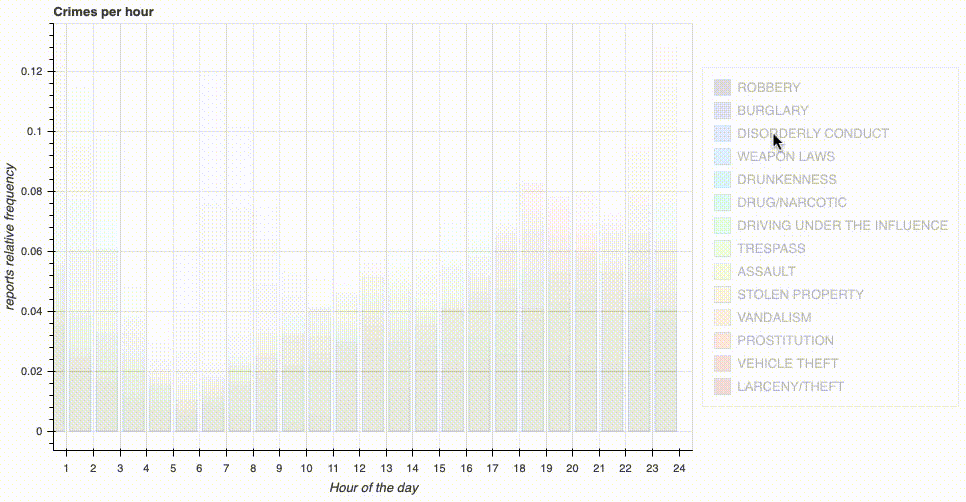 Crimes per hour
0.12
0.1
0.08
0.06
0.04
0.02
0
reports relative frequency
1 2 3 4 5 6 7 8 9 10 11 12 13 14 15 16 17 18 19 20 21 22 23 24
Hour of the day
ROBBERY
BURGLARY
DISORDERLY CONDUCT
WEAPON LAWS
DRUNKENNESS
DRUG/NARCOTIC
DRIVING UNDER THE INFLUENCE
TRESPASS
ASSAULT
STOLEN PROPERTY
VANDALISM
PROSTITUTION
VEHICLE THEFT
LARCENY/THEFT